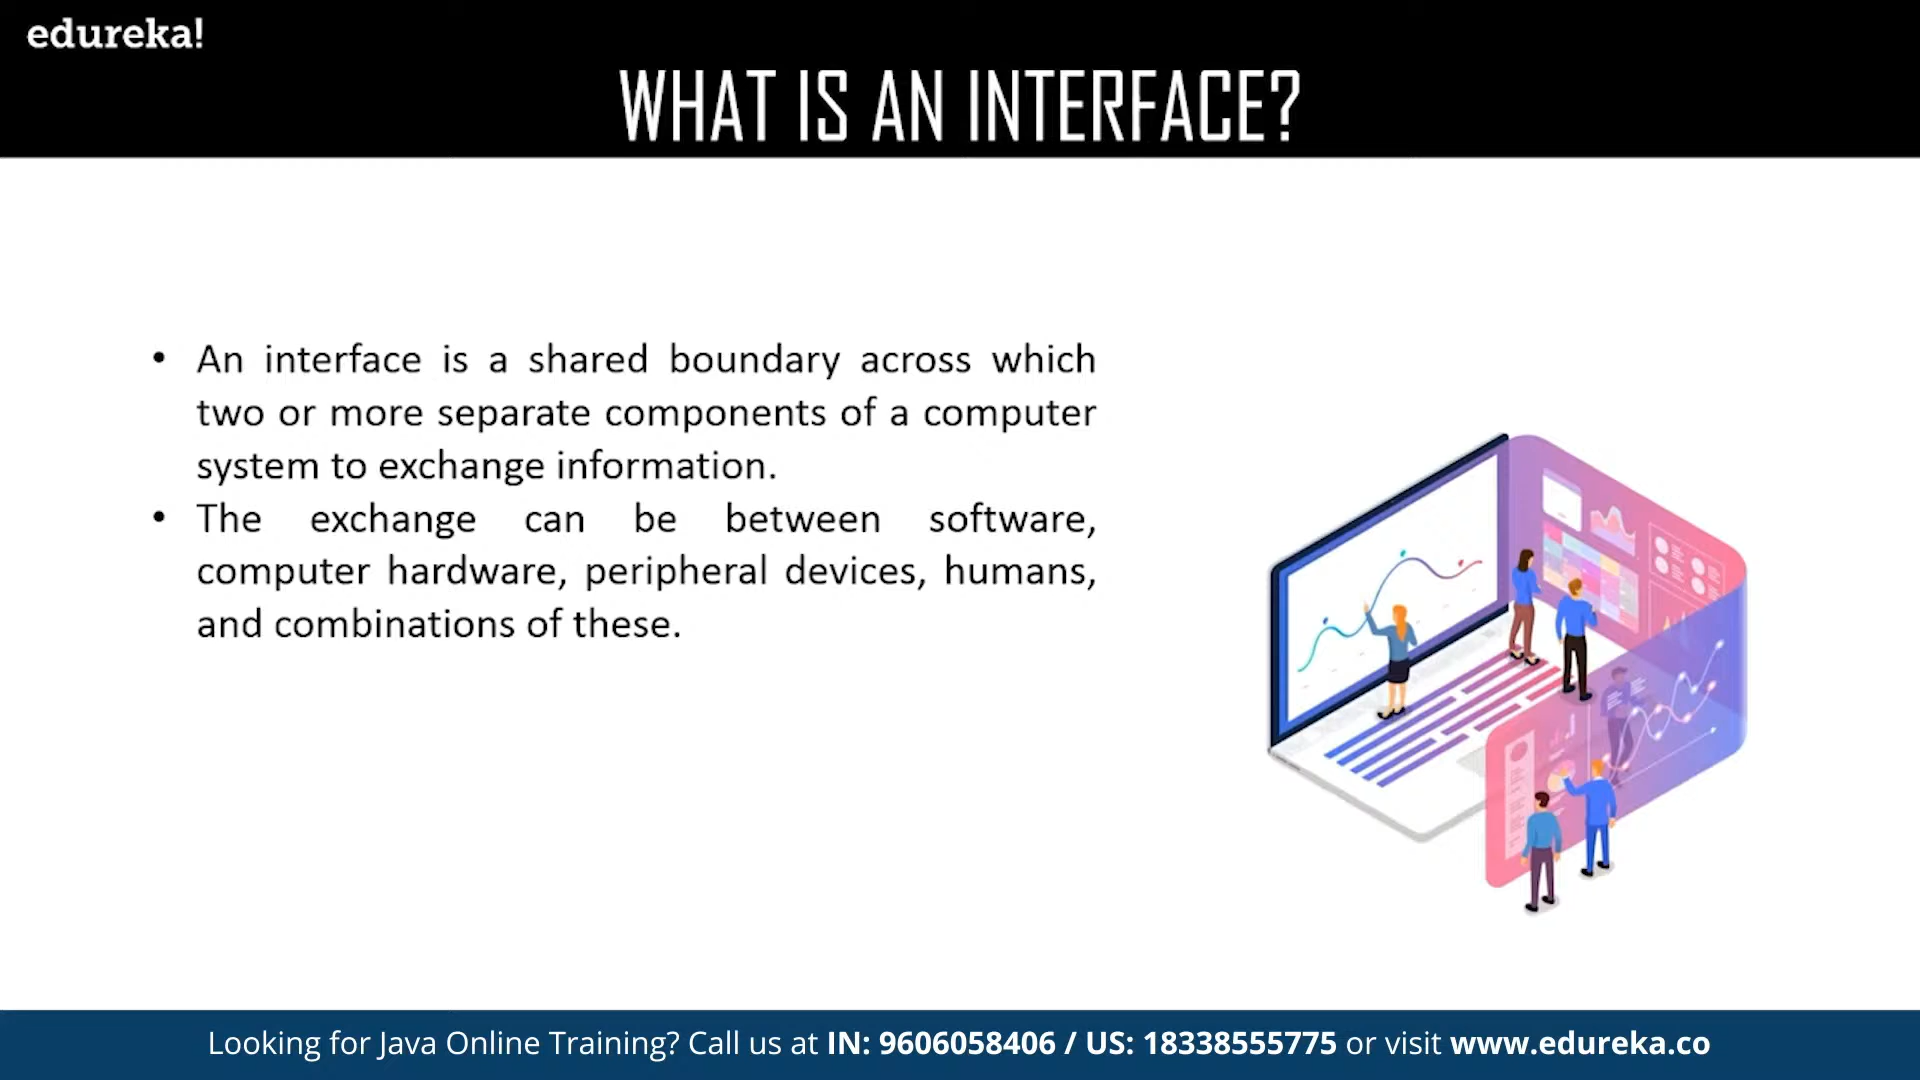 edureka!
WHAT IS AN INTERFACE?
• An interface is a shared boundary across which
two or more separate components of a computer
system to exchange information.
• The exchange can be between software,
computer hardware, peripheral devices, humans,
and combinations of these.
Looking for Java Online Training? Call us at IN: 9606058406 / US: 18338555775 or visit www.edureka.co